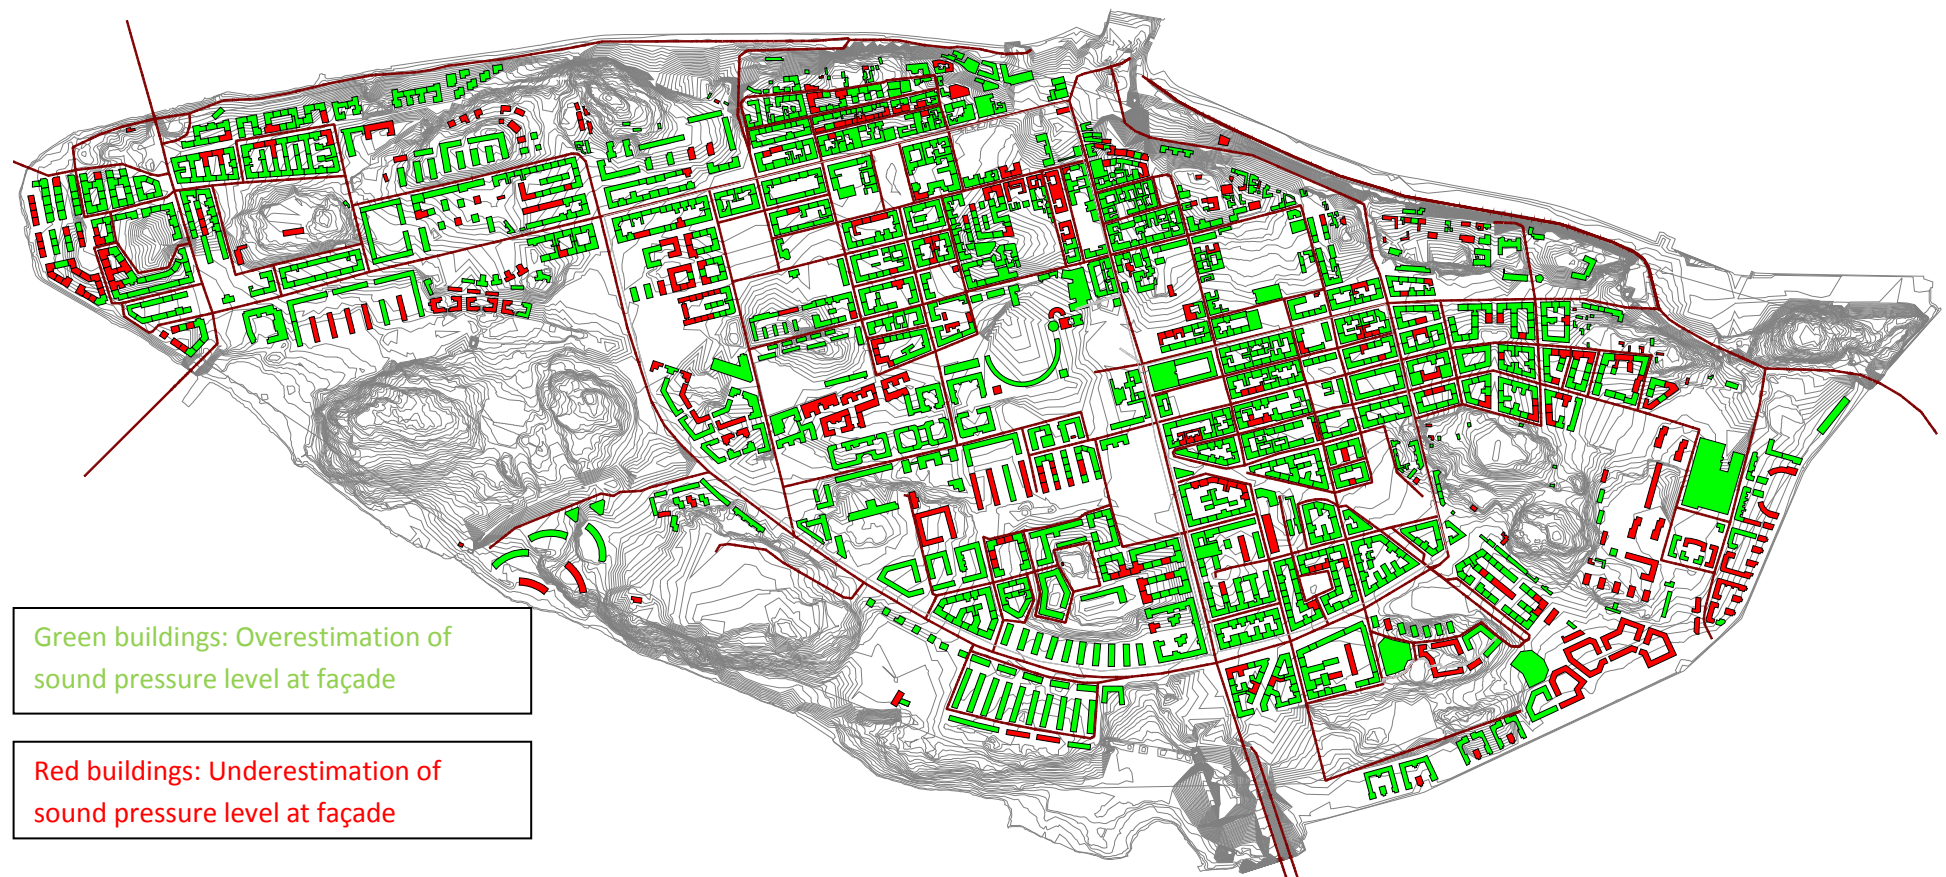 Green buildings: Overestimation of
sound pressure level at façade
Red buildings: Underestimation of
sound pressure level at façade